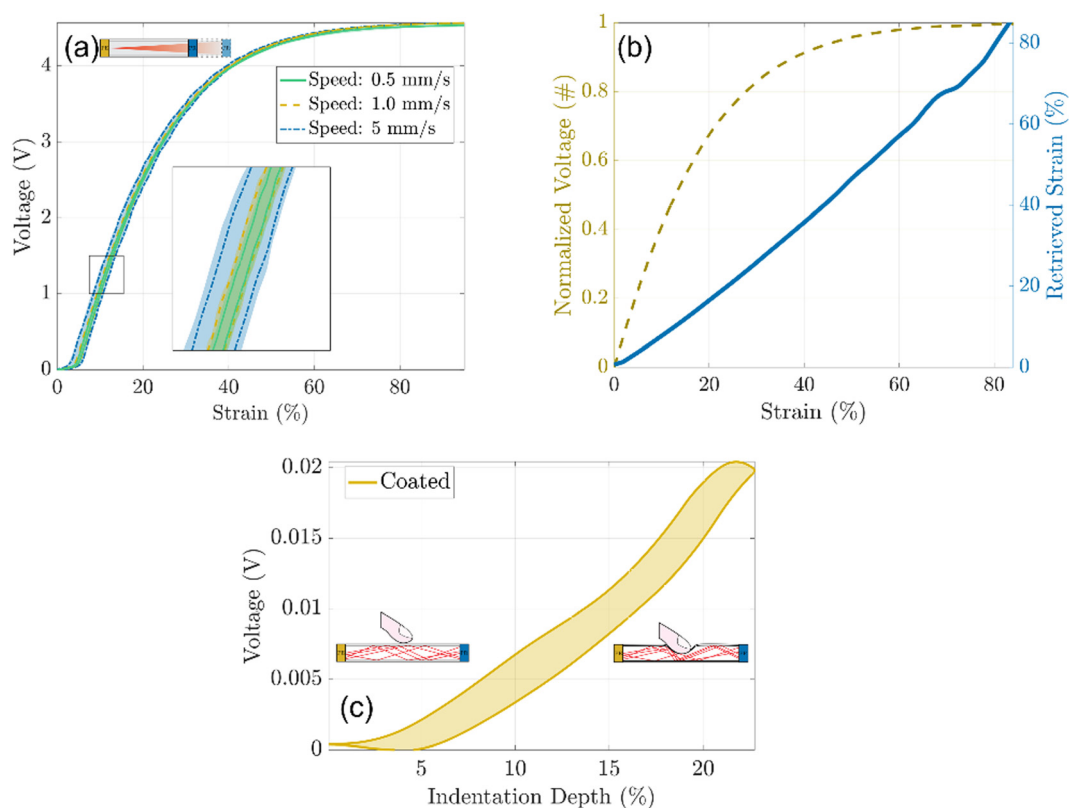 (a)
Speed: 0.5 mm/s
Speed: 1.0 mm/s
Speed: 5 mm/s
Voltage (V)
4
3
2
1
0
0 20 40 60 80
Strain (%)
(b)
Normalized Voltage (#)
1
0.8
0.6
0.4
0.2
0
Retrieved Strain (%)
80
60
40
20
0
0 20 40 60 80
Strain (%)
Coated
(c)
Voltage (V)
0.02
0.015
0.01
0.005
0
5 10 15 20
Indentation Depth (%)